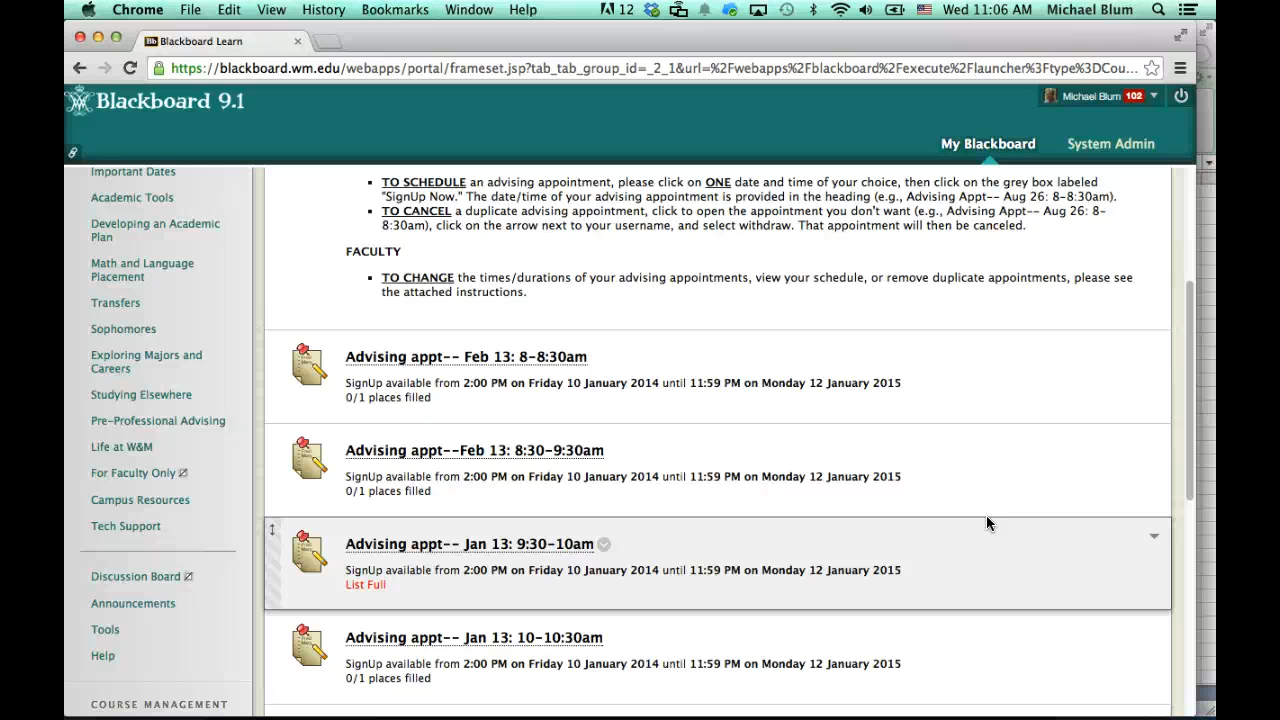 Chrome File Edit View History Bookmarks Window Help 12 Wed 11:06 AM Michael Blum
Bb Blackboard Learn
https://blackboard.wm.edu/webapps/portal/frameset.jsp?tab_tab_group_id=_2_1&url=%2Fwebapps%2Fblackboard%2Fexecute%2Flauncher%3Ftype%3DCou...
Blackboard 9.1
Michael Blum 102
My Blackboard System Admin
Important Dates
Academic Tools
Developing an Academic
Plan
Math and Language
Placement
Transfers
Sophomores
Exploring Majors and
Careers
Studying Elsewhere
Pre-Professional Advising
Life at W&M
For Faculty Only
Campus Resources
Tech Support
Discussion Board
Announcements
Tools
Help
COURSE MANAGEMENT
TO SCHEDULE an advising appointment, please click on ONE date and time of your choice, then click on the grey box labeled
"SignUp Now." The date/time of your advising appointment is provided in the heading (e.g., Advising Appt-- Aug 26: 8-8:30am).
TO CANCEL a duplicate advising appointment, click to open the appointment you don't want (e.g., Advising Appt-- Aug 26: 8-
8:30am), click on the arrow next to your username, and select withdraw. That appointment will then be canceled.
FACULTY
TO CHANGE the times/durations of your advising appointments, view your schedule, or remove duplicate appointments, please see
the attached instructions.
Advising appt-- Feb 13: 8-8:30am
SignUp available from 2:00 PM on Friday 10 January 2014 until 11:59 PM on Monday 12 January 2015
0/1 places filled
Advising appt--Feb 13: 8:30-9:30am
SignUp available from 2:00 PM on Friday 10 January 2014 until 11:59 PM on Monday 12 January 2015
0/1 places filled
Advising appt-- Jan 13: 9:30-10am
SignUp available from 2:00 PM on Friday 10 January 2014 until 11:59 PM on Monday 12 January 2015
List Full
Advising appt-- Jan 13: 10-10:30am
SignUp available from 2:00 PM on Friday 10 January 2014 until 11:59 PM on Monday 12 January 2015
0/1 places filled